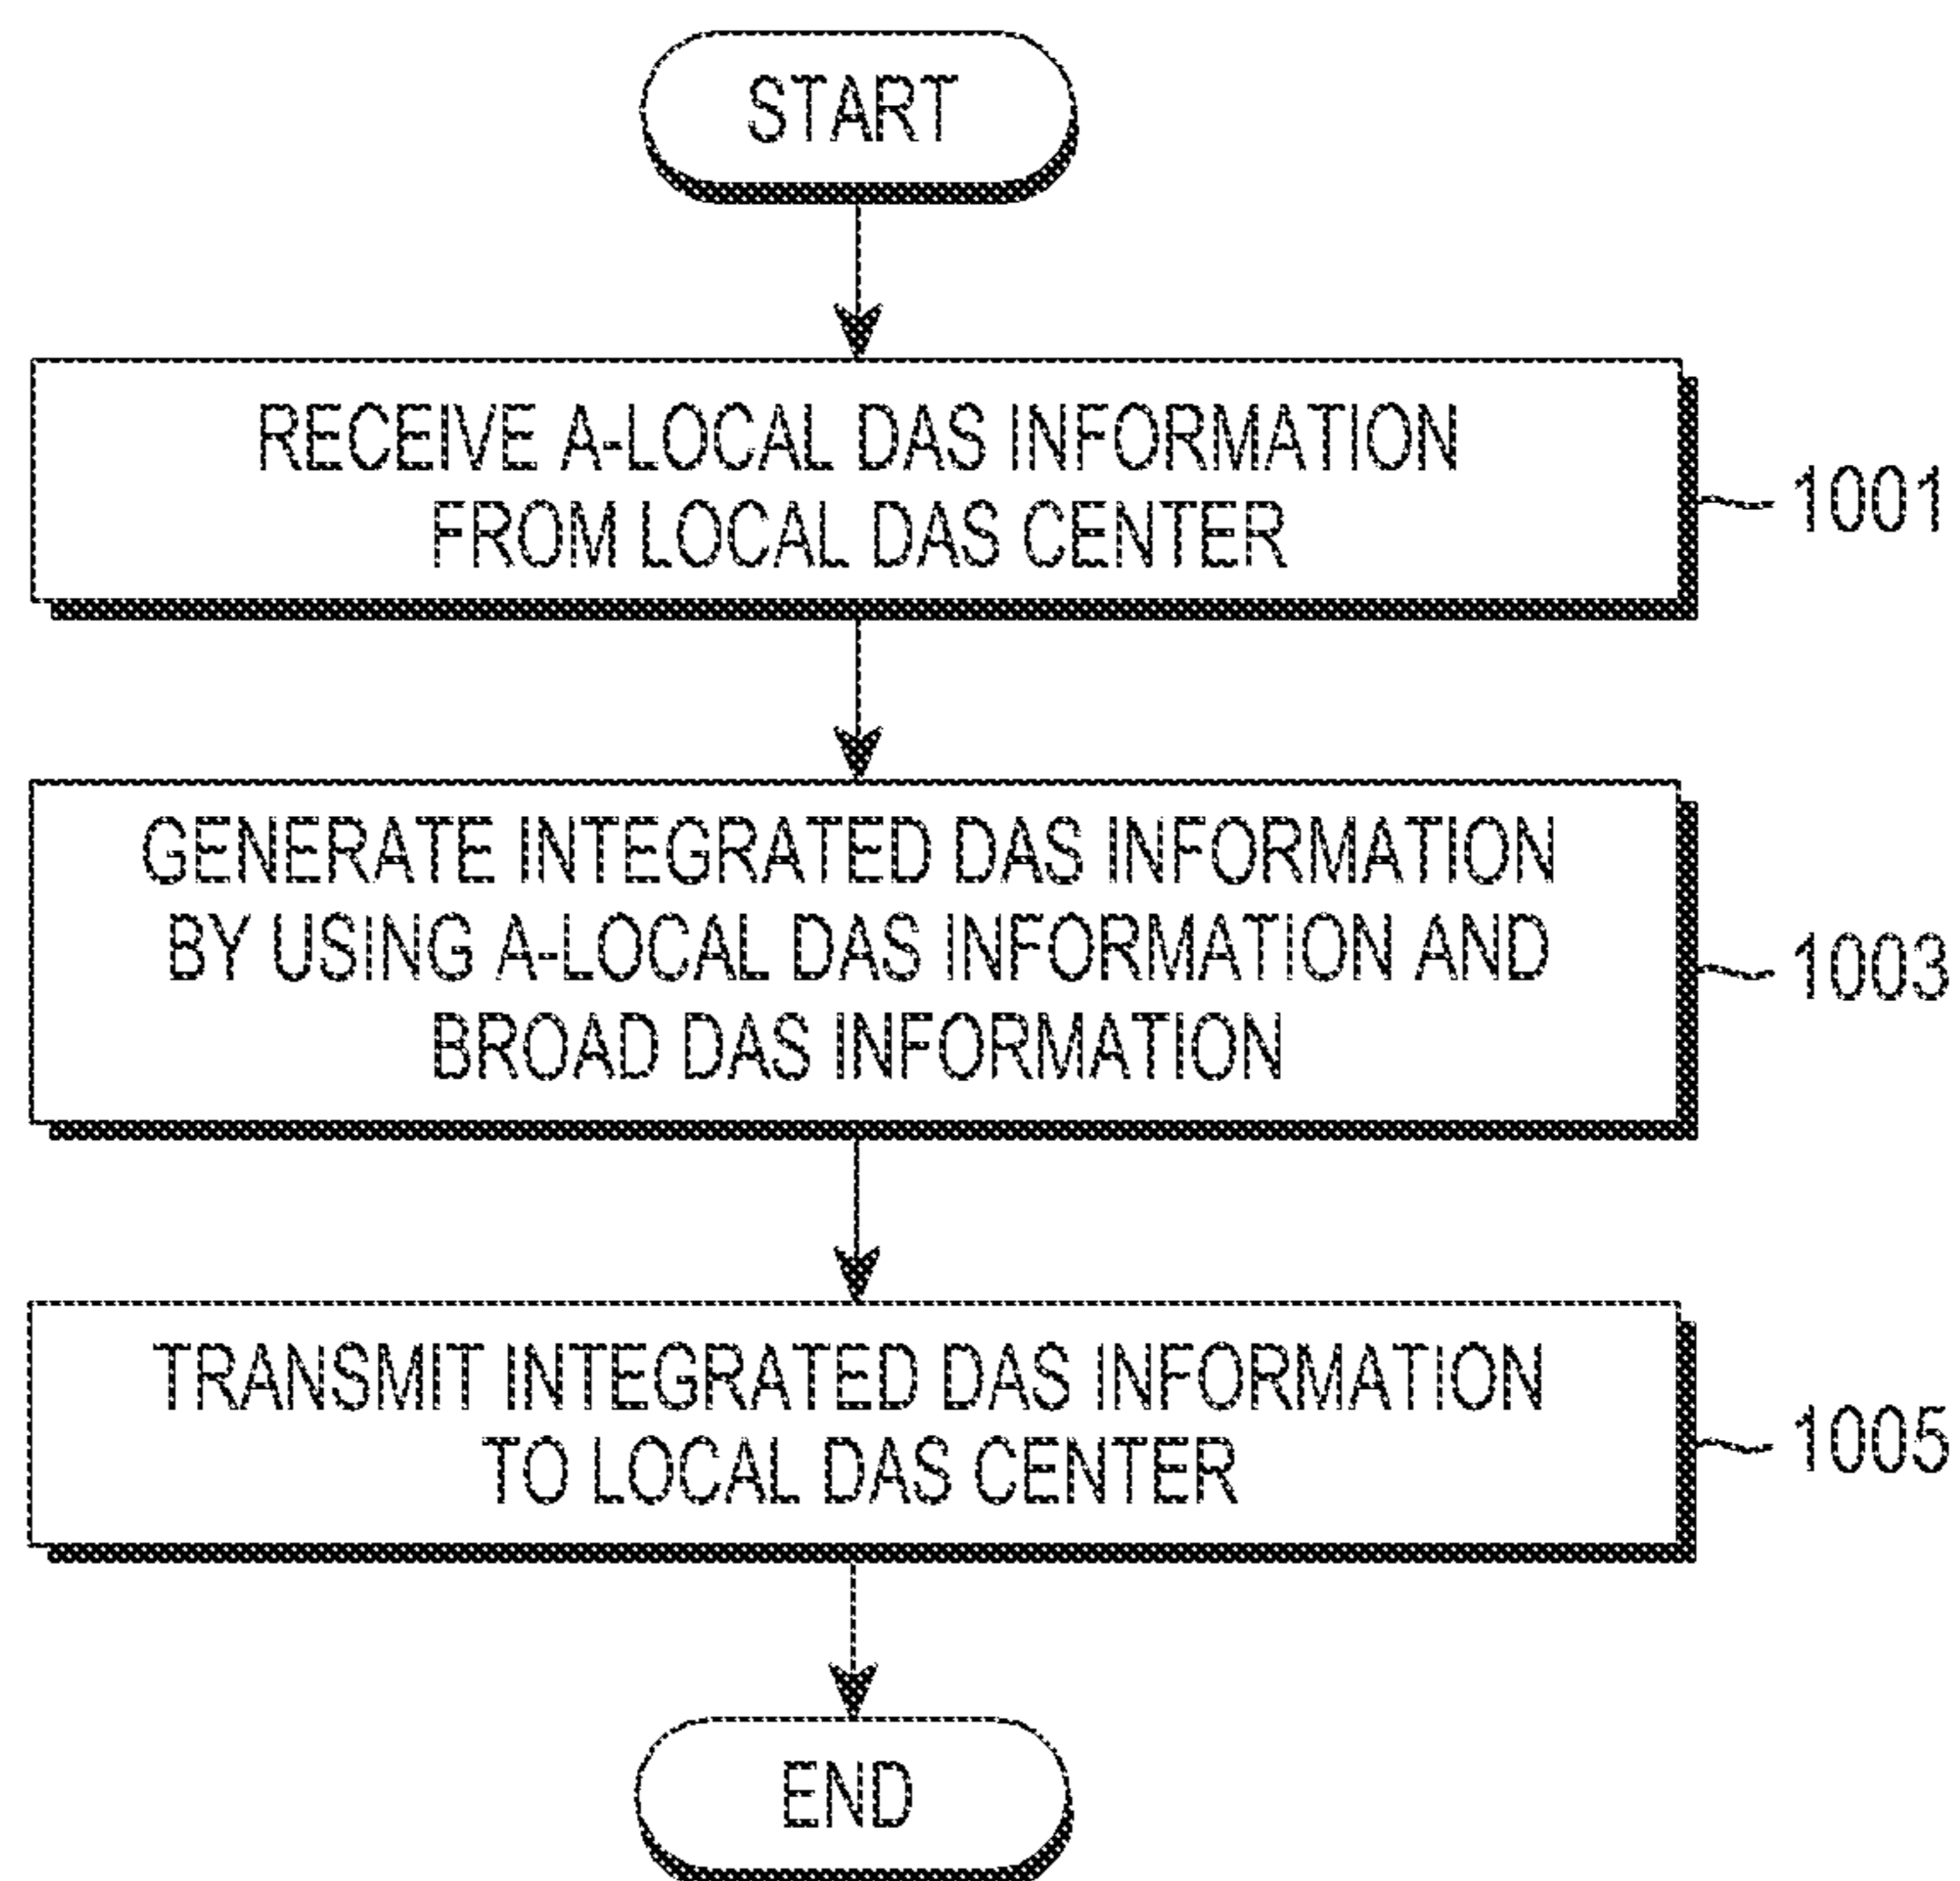 START
RECEIVE A-LOCAL DAS INFORMATION
FROM LOCAL DAS CENTER
1001
GENERATE INTEGRATED DAS INFORMATION
BY USING A-LOCAL DAS INFORMATION AND
BROAD DAS INFORMATION
1003
TRANSMIT INTEGRATED DAS INFORMATION
TO LOCAL DAS CENTER
1005
END